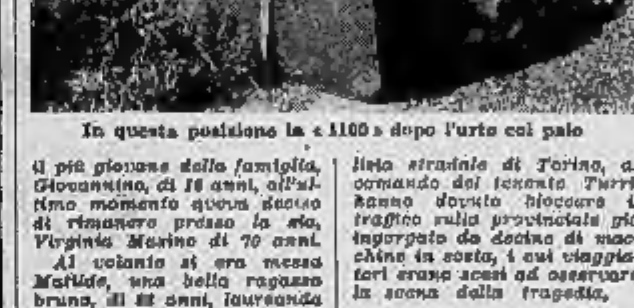 In questa posizione la « 1100 » dopo l'urto col palo
il più giovane della famiglia,
Giovannino, di 16 anni, all'ul-
timo momento aveva deciso
di rimanere presso la zia,
Virginia Marino di 70 anni.
Al volante si era messa
Matilde, una bella ragazza
bruna, di anni, laureanda
lizia stradale di Torino, a
comando del tenente Turri
hanno dovuto bloccare i
traffico sulla provinciale già
ingorgata da decine di mac-
chine in sosta, i cui viaggia-
tori erano scesi ad osservare
la scena della tragedia.